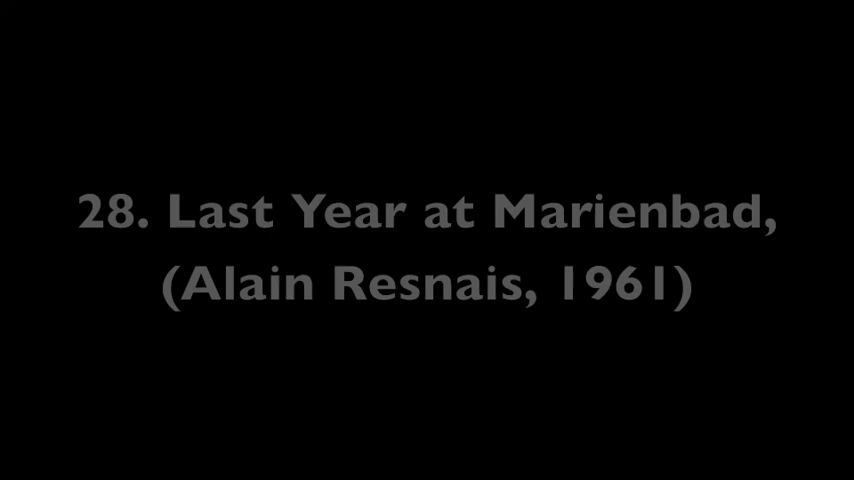 28. Last Year at Marienbad,
(Alain Resnais, 1961)